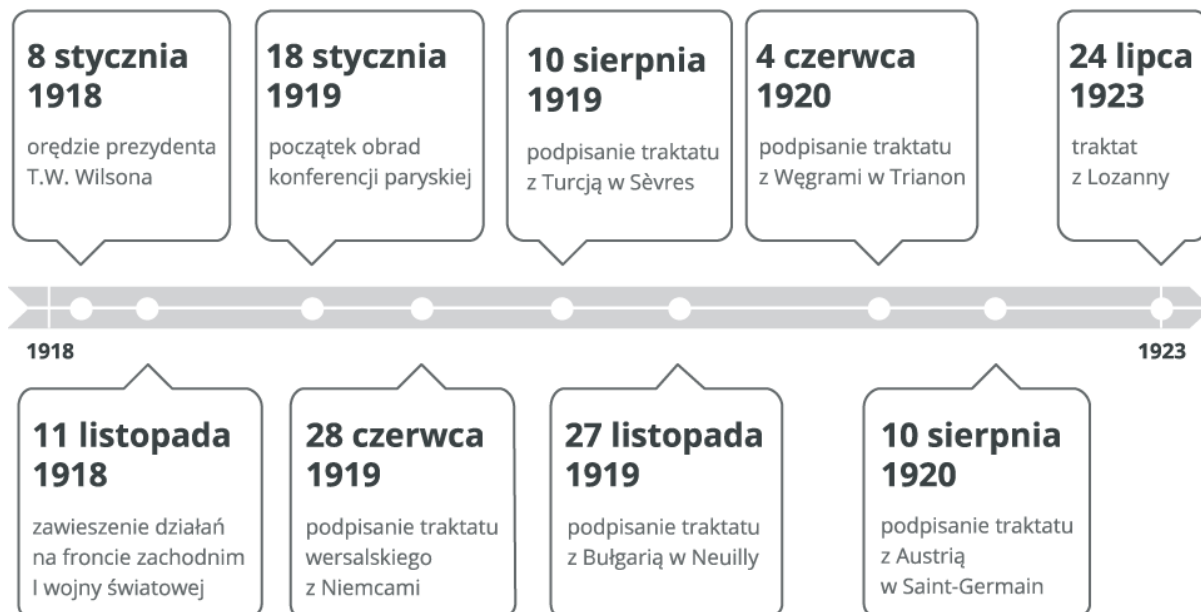 8 stycznia
1918
orędzie prezydenta
T.W. Wilsona
18 stycznia
1919
początek obrad
konferencji paryskiej
10 sierpnia
1919
podpisanie traktatu
z Turcją w Sèvres
4 czerwca
1920
podpisanie traktatu
z Węgrami w Trianon
24 lipca
1923
traktat
z Lozanny
1918
1923
11 listopada
1918
zawieszenie działań
na froncie zachodnim
I wojny światowej
28 czerwca
1919
podpisanie traktatu
wersalskiego
z Niemcami
27 listopada
1919
podpisanie traktatu
z Bułgarią w Neuilly
10 sierpnia
1920
podpisanie traktatu
z Austrią
w Saint-Germain